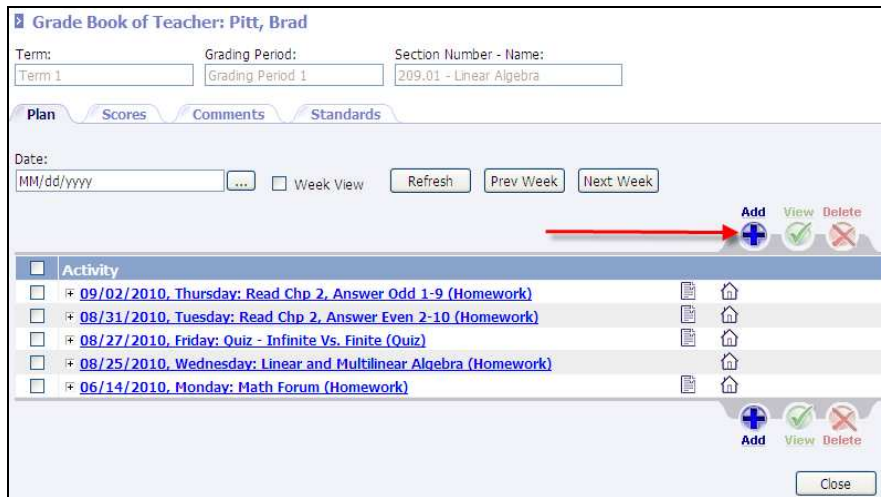 Grade Book of Teacher: Pitt, Brad
Term: Grading Period: Section Number - Name:
Term 1 Grading Period 1 209.01 - Linear Algebra
Plan Scores Comments Standards
Date:
MM/dd/yyyy ... Week View Refresh Prev Week Next Week
Add View Delete
Activity
09/02/2010, Thursday: Read Chp 2, Answer Odd 1-9 (Homework)
08/31/2010, Tuesday: Read Chp 2, Answer Even 2-10 (Homework)
08/27/2010, Friday: Quiz - Infinite Vs. Finite (Quiz)
08/25/2010, Wednesday: Linear and Multilinear Algebra (Homework)
06/14/2010, Monday: Math Forum (Homework)
Add View Delete
Close